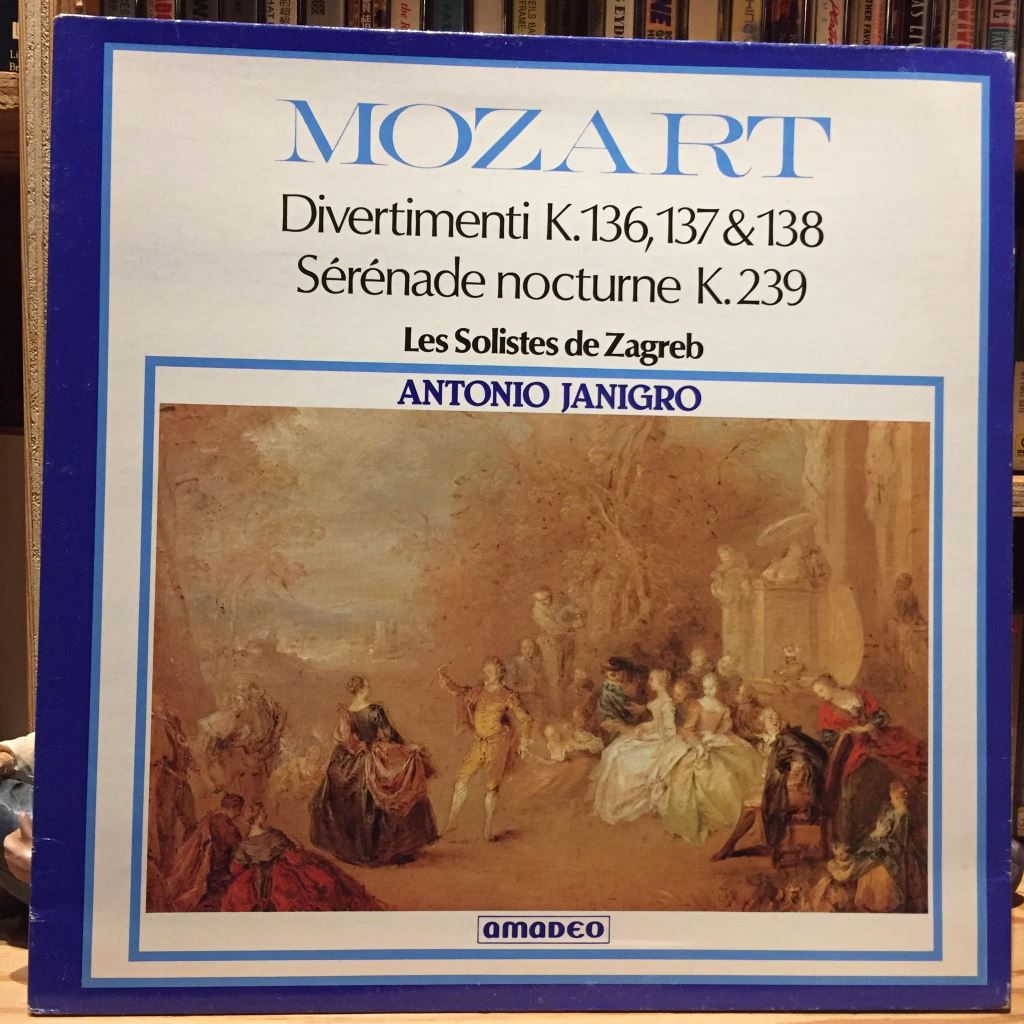 MOZART
Divertimenti K.136, 137 & 138
Sérénade nocturne K.239
Les Solistes de Zagreb
ANTONIO JANIGRO
amadeo